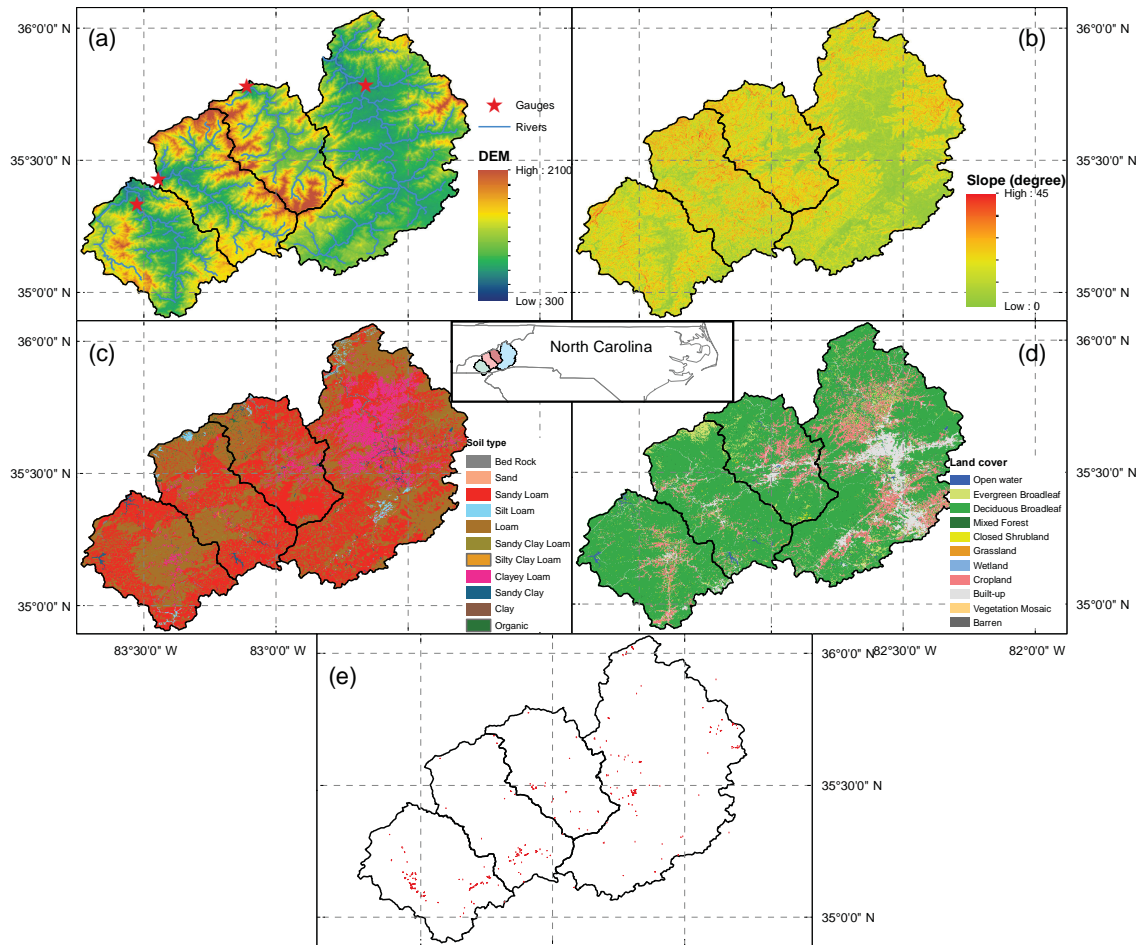 36°0'0" N
(a)
Gauges
Rivers
DEM
High : 2100
Low : 300
35°30'0" N
35°0'0" N
36°0'0" N
(b)
35°30'0" N
Slope (degree)
High : 45
Low : 0
35°0'0" N
36°0'0" N
(c)
35°30'0" N
35°0'0" N
Soil type
Bed Rock
Sand
Sandy Loam
Silt Loam
Loam
Sandy Clay Loam
Silty Clay Loam
Clayey Loam
Sandy Clay
Clay
Organic
83°30'0" W
83°0'0" W
North Carolina
36°0'0" N
(d)
35°30'0" N
35°0'0" N
Land cover
Open water
Evergreen Broadleaf
Deciduous Broadleaf
Mixed Forest
Closed Shrubland
Grassland
Wetland
Cropland
Built-up
Vegetation Mosaic
Barren
82°30'0" W
82°0'0" W
(e)
36°0'0" N
35°30'0" N
35°0'0" N